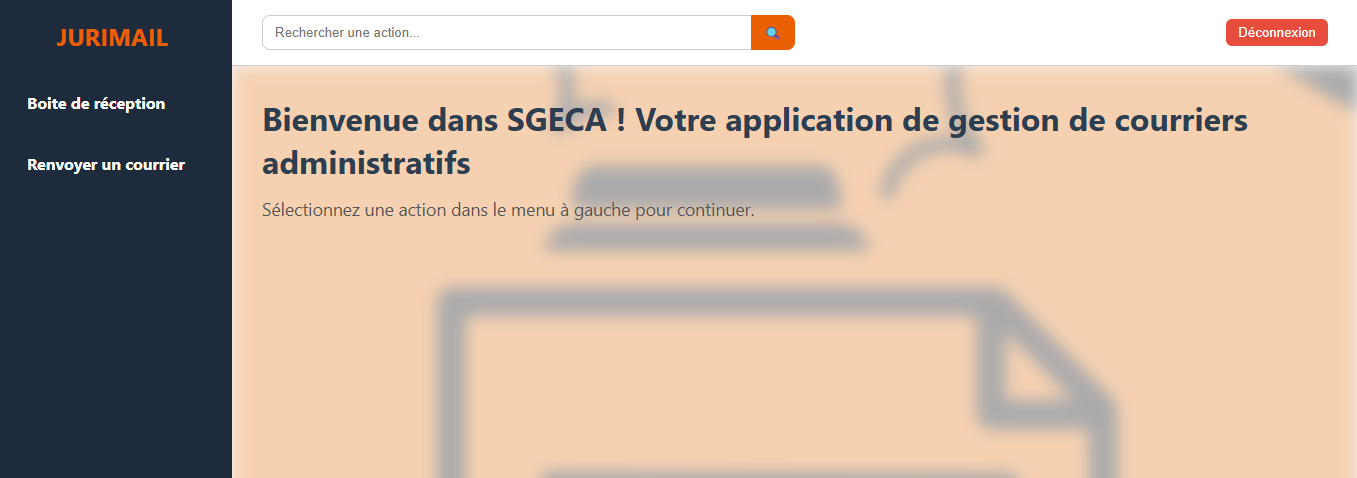 JURIMAIL
Rechercher une action...
Déconnexion
Boite de réception
Renvoyer un courrier
Bienvenue dans SGECA ! Votre application de gestion de courriers
administratifs
Sélectionnez une action dans le menu à gauche pour continuer.